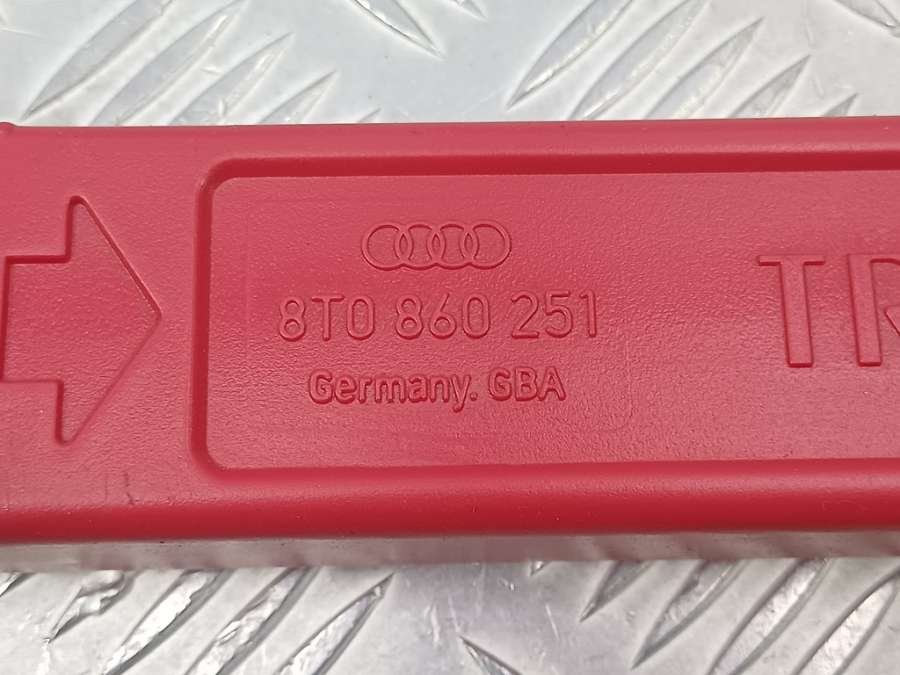 8T0 860 251
Germany. GBA
TR